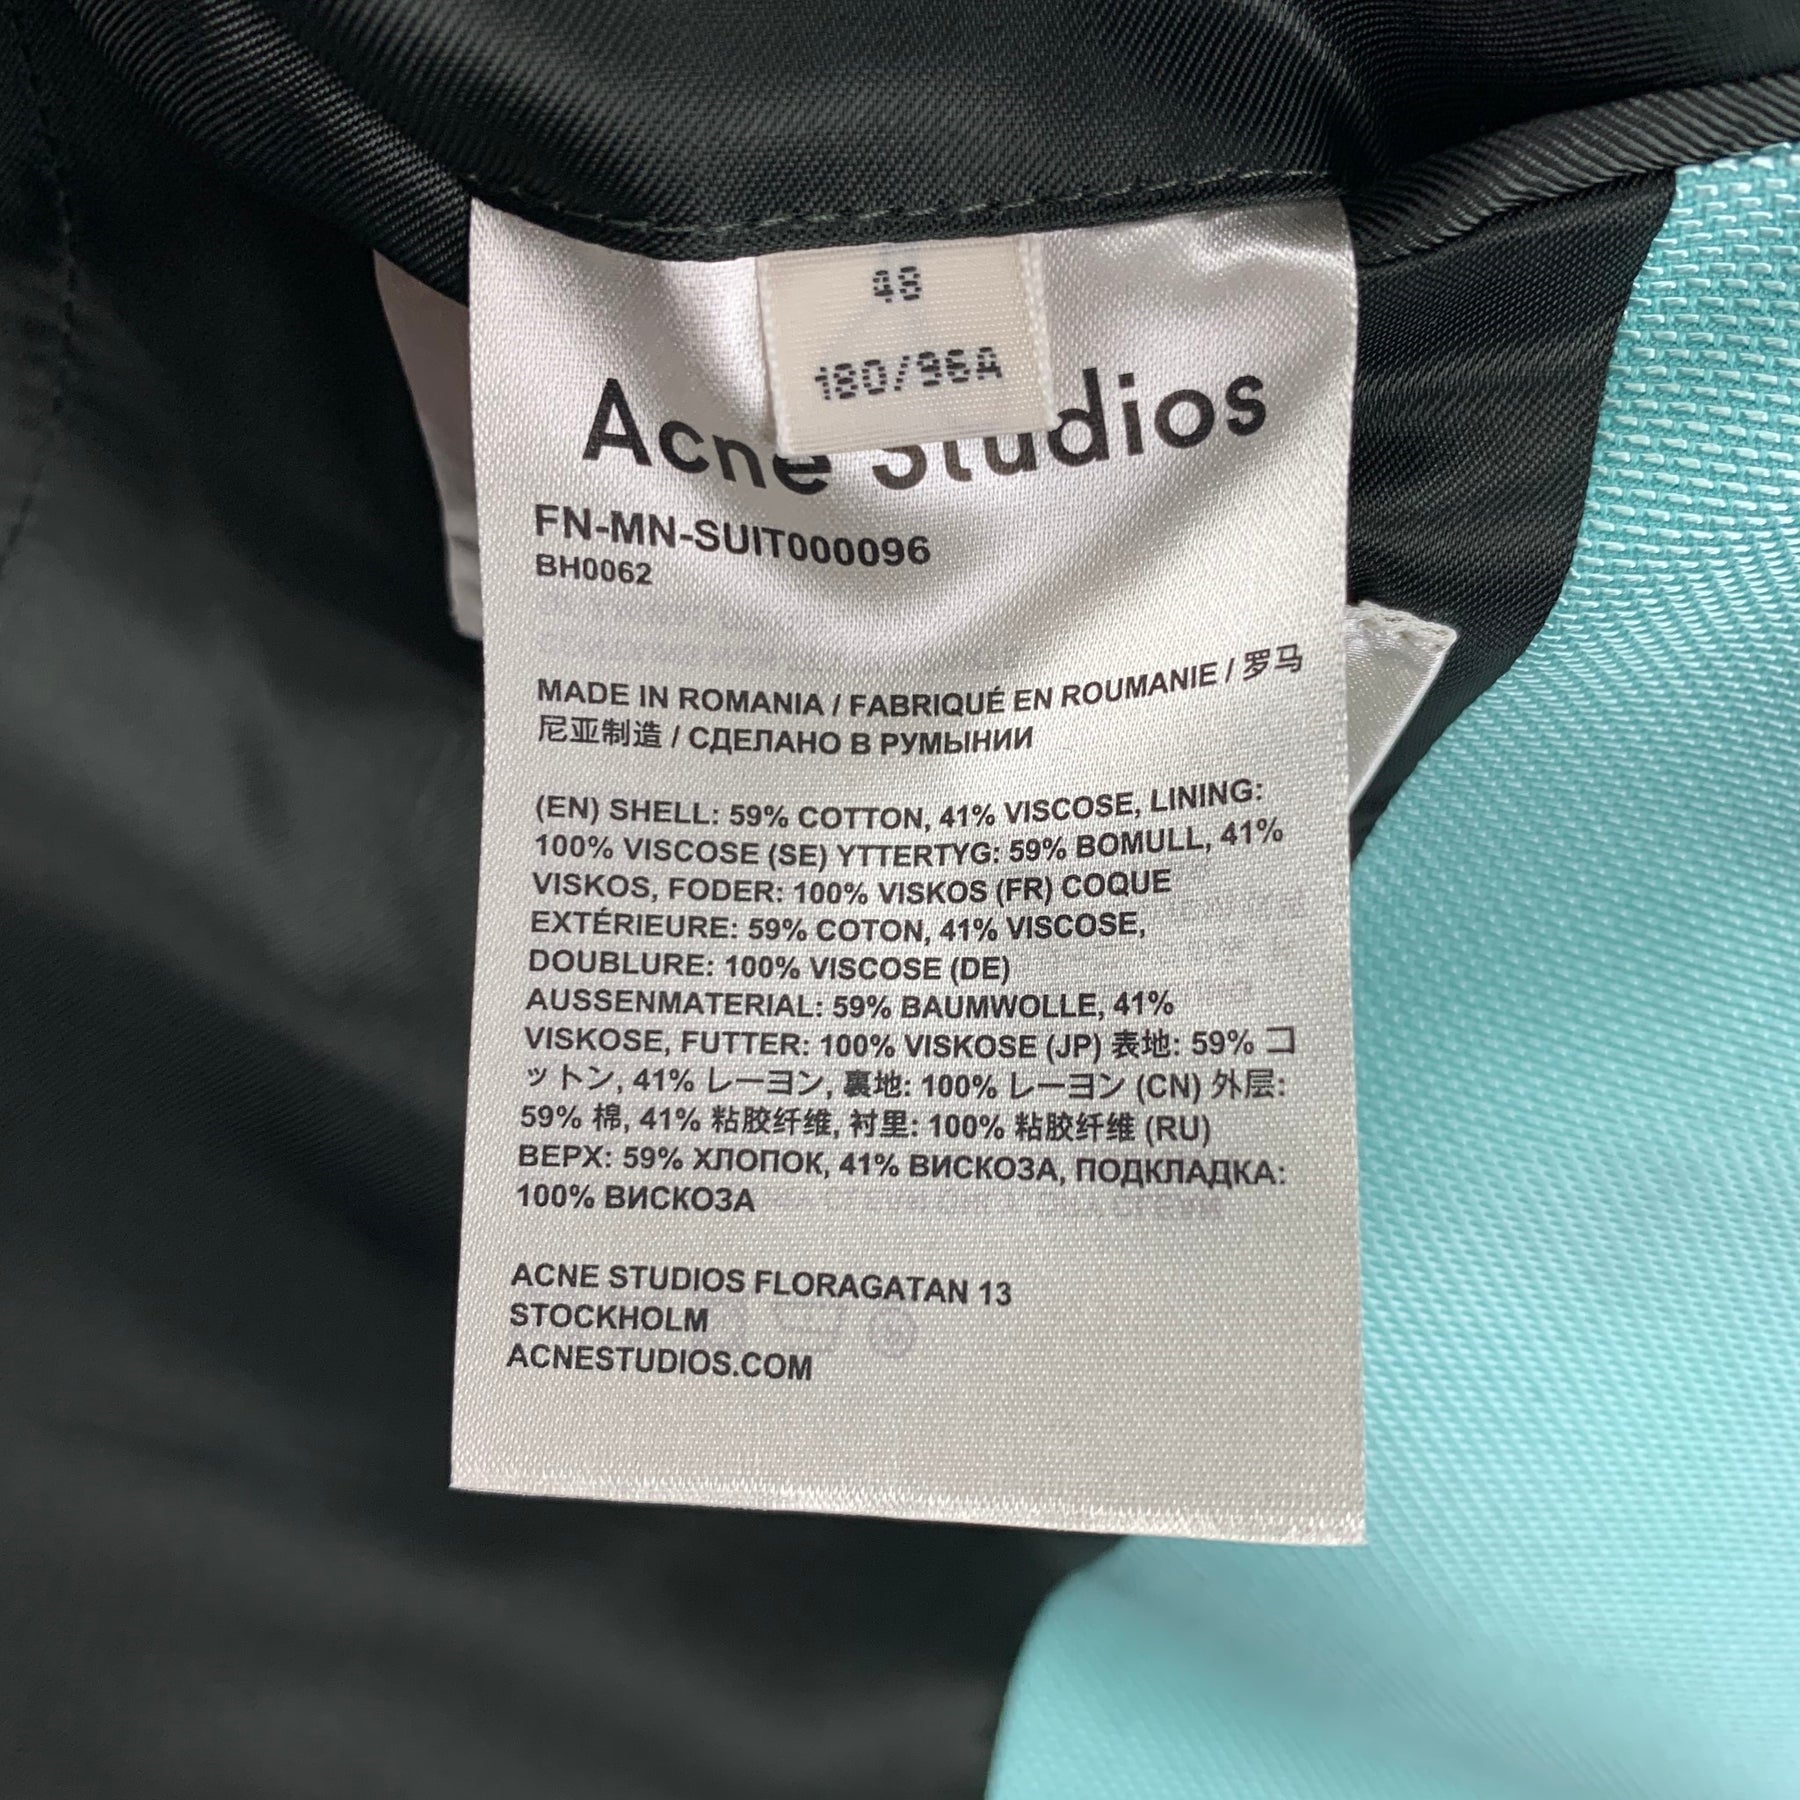 48
180/96A
Acne Studios
FN-MN-SUIT000096
BH0062
MADE IN ROMANIA / FABRIQUÉ EN ROUMANIE / 罗马
尼亚制造 / СДЕЛАНО В РУМЫНИИ
(EN) SHELL: 59% COTTON, 41% VISCOSE, LINING:
100% VISCOSE (SE) YTTERTYG: 59% BOMULL, 41%
VISKOS, FODER: 100% VISKOS (FR) COQUE
EXTÉRIEURE: 59% COTON, 41% VISCOSE,
DOUBLURE: 100% VISCOSE (DE)
AUSSENMATERIAL: 59% BAUMWOLLE, 41%
VISKOSE, FUTTER: 100% VISKOSE (JP) 表地: 59% コ
ットン, 41% レーヨン, 裏地: 100% レーヨン (CN) 外层:
59% 棉, 41% 粘胶纤维, 衬里: 100% 粘胶纤维 (RU)
ВЕРХ: 59% ХЛОПОК, 41% ВИСКОЗА, ПОДКЛАДКА:
100% ВИСКОЗА
ACNE STUDIOS FLORAGATAN 13
STOCKHOLM
ACNESTUDIOS.COM